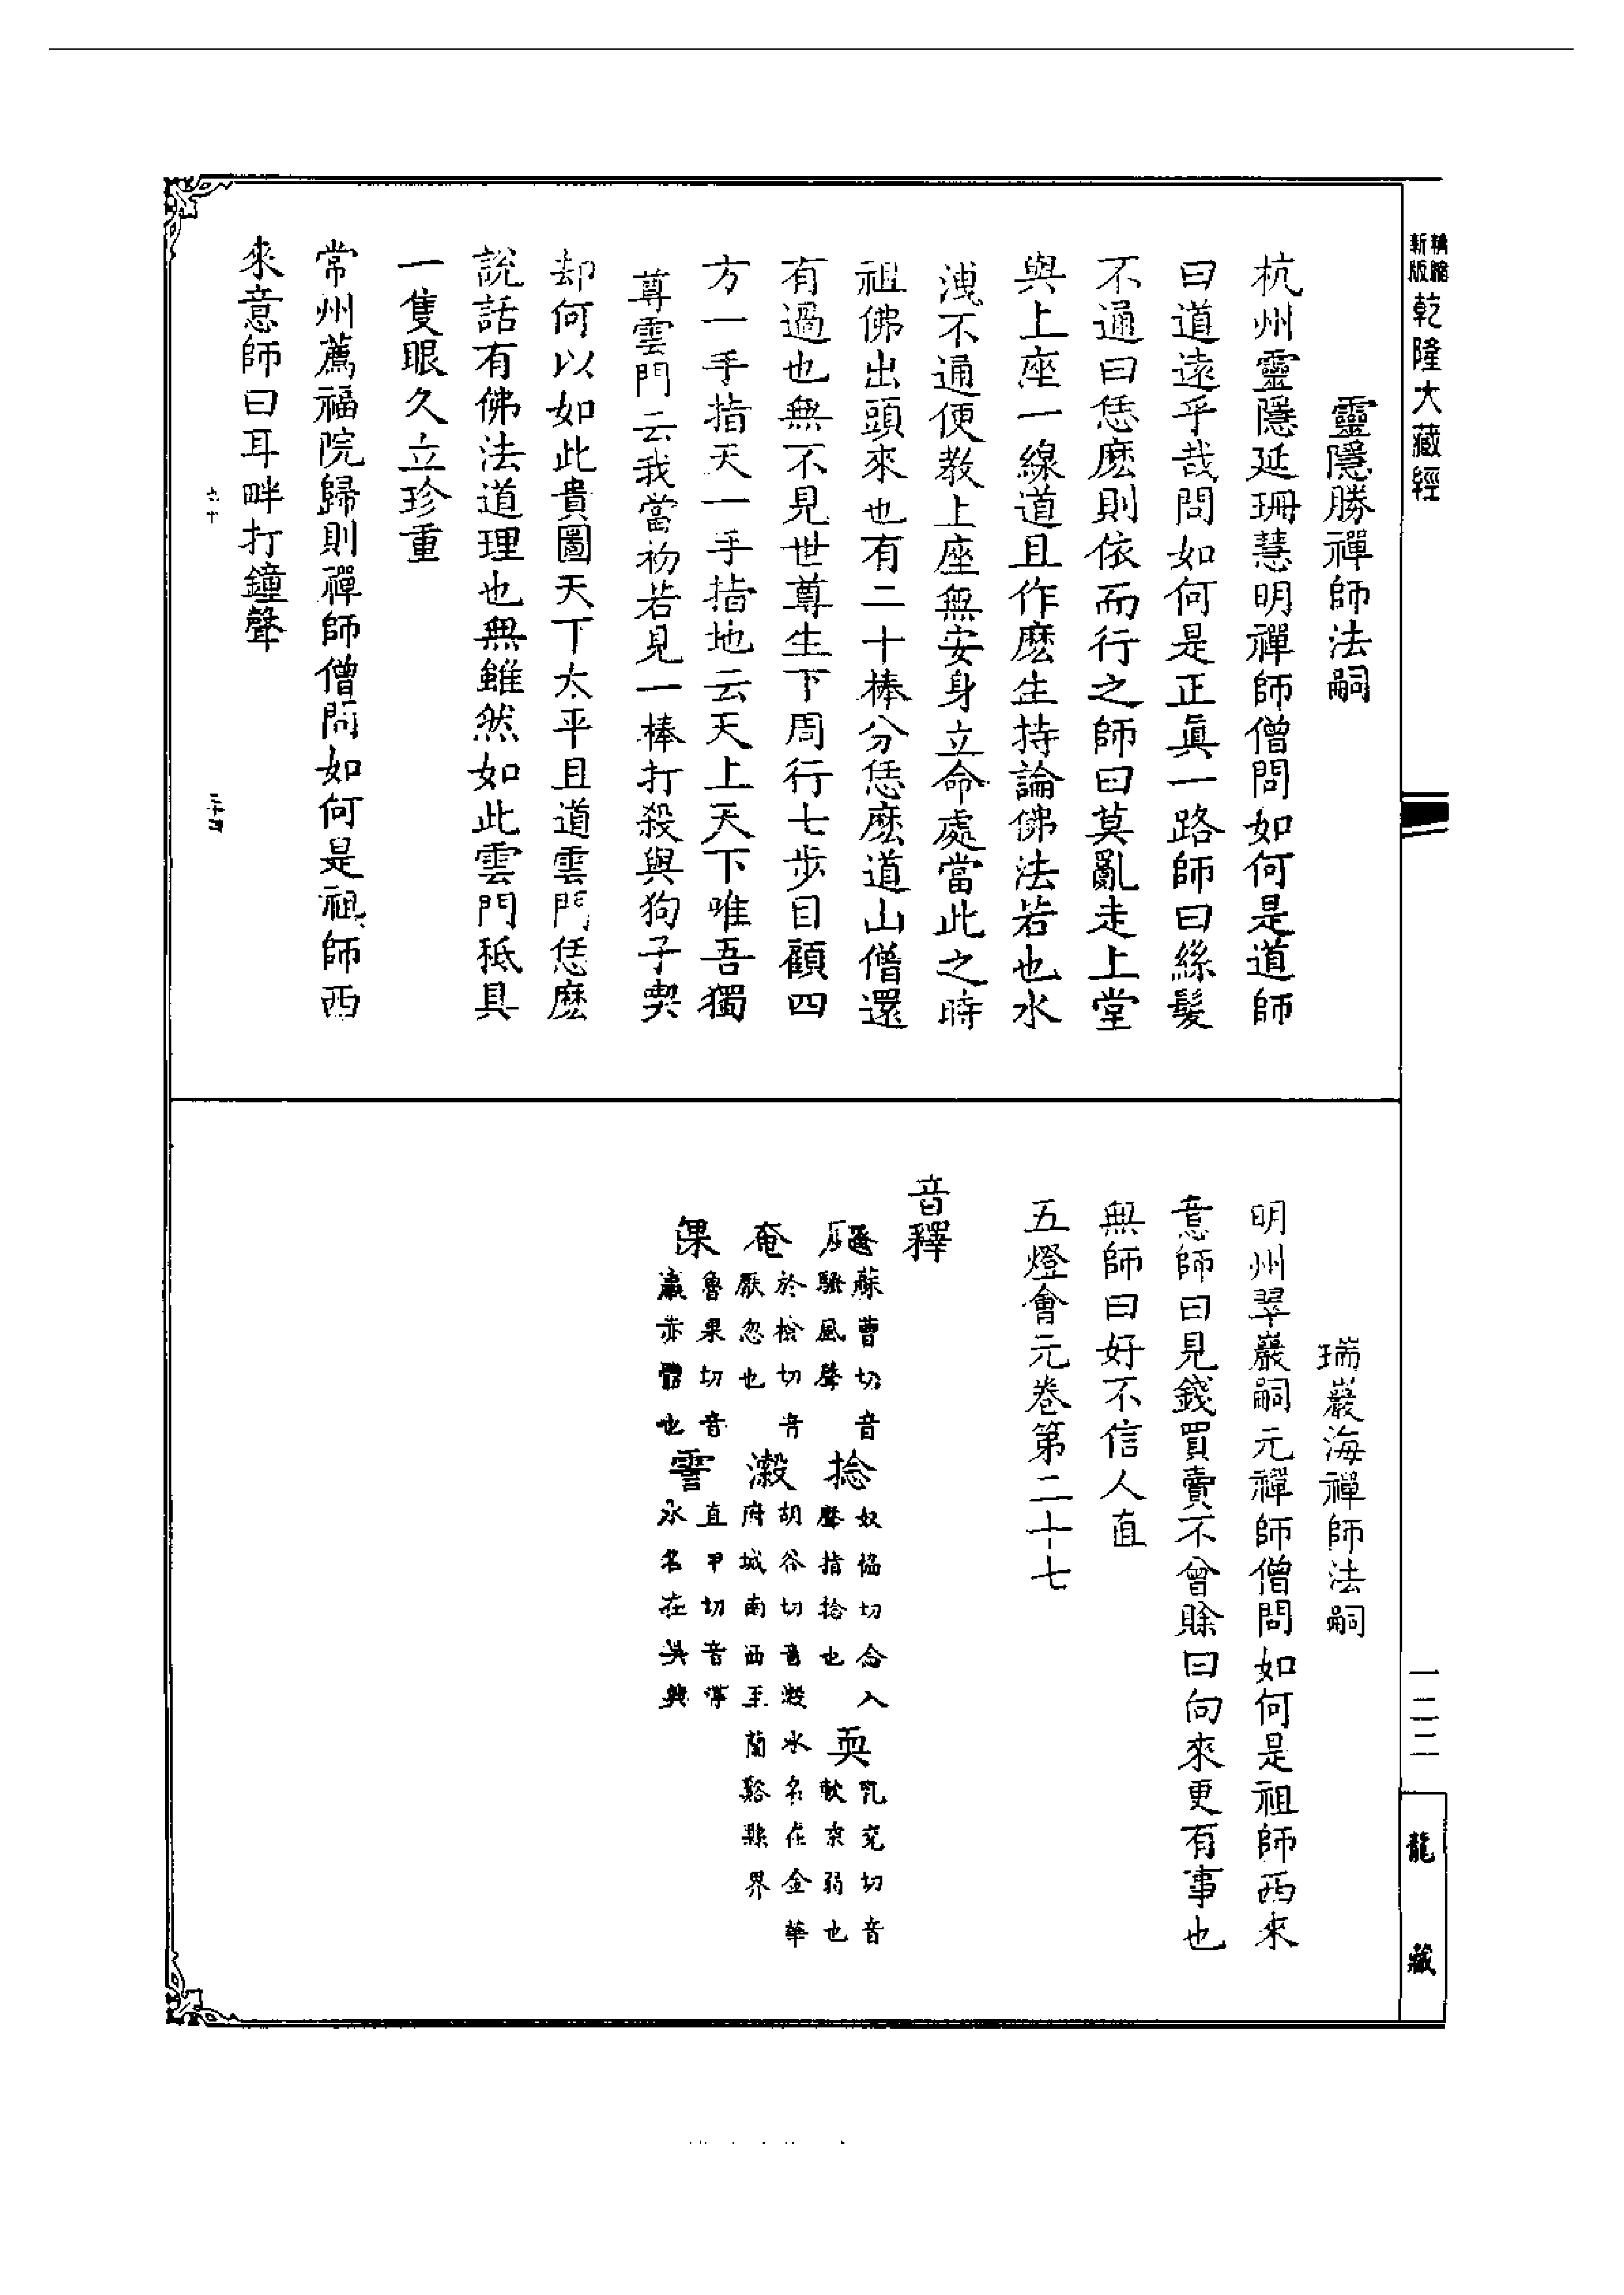 新版精縮乾隆大藏經
靈隱勝禪師法嗣
杭州靈隱延珊慧明禪師僧問如何是道師
曰道遠乎哉問如何是正眞一路師曰絲髮
不通曰恁麽則依而行之師曰莫亂走上堂
與上座一線道且作麽生持論佛法若也水
洩不通便教上座無安身立命處當此之時
祖佛出頭來也有二十棒分恁麽道山僧還
有過也無不見世尊生下周行七步目顧四
方一手指天一手指地云天上天下唯吾獨
尊雲門云我當初若見一棒打殺與狗子喫
却何以如此貴圖天下太平且道雲門恁麽
說話有佛法道理也無雖然如此雲門秪具
一隻眼久立珍重
常州薦福院歸則禪師僧問如何是祖師西
來意師曰耳畔打鐘聲
六十
瑞巖海禪師法嗣
明州翠巖嗣元禪師僧問如何是祖師西來
意師曰見錢買賣不曾賒曰向來更有事也
無師曰好不信人直
五燈會元卷第二十七
音釋
颾 蘇曹切音騷風聲 捻 奴協切念入聲指捻也 耎 乳兖切音軟柔弱也
奄 於檢切音厭忽也 瀔 胡谷切音瀔水名在金華府城南西至蘭谿縣界
倮 魯果切音蠃赤體也 霅 直甲切音霅水名在吳興
一二二
龍藏